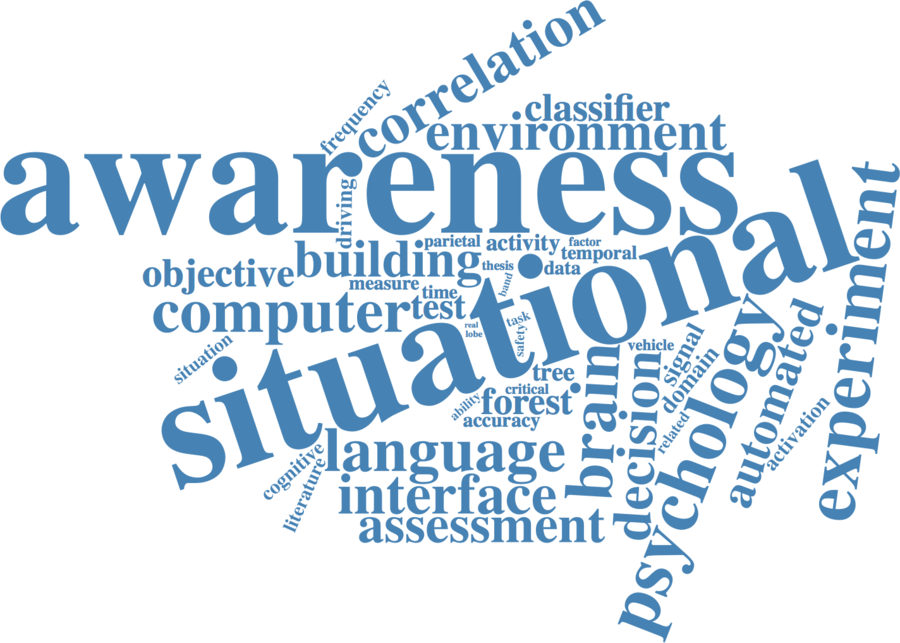 correlation
frequency
classifier
environment
awareness
driving
parietal
activity
factor
temporal
building
objective
thesis
data
measure
band
time
computer
test
real
lobe
task
safety
situational
experiment
situation
vehicle
signal
domain
tree
critical
ability
forest
accuracy
brain
decision
related
psychology
automated
activation
language
cognitive
literature
interface
assessment